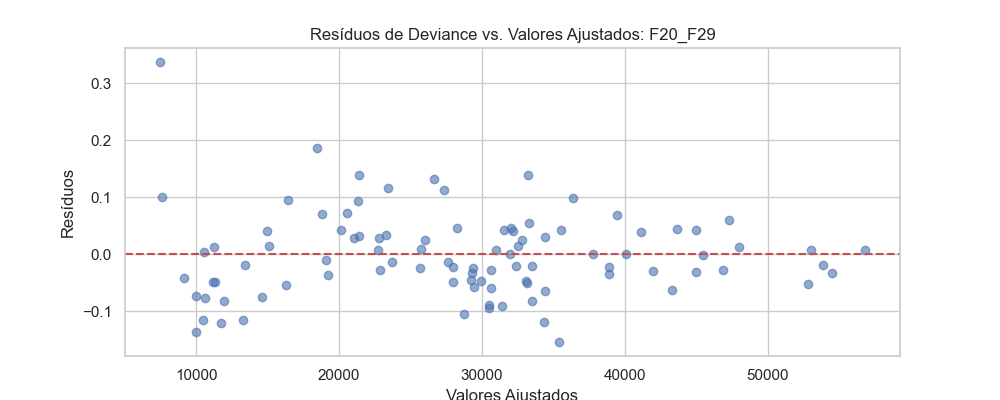 Resíduos de Deviance vs. Valores Ajustados: F20_F29
Resíduos
0.3
0.2
0.1
0.0
−0.1
10000 20000 30000 40000 50000
Valores Ajustados